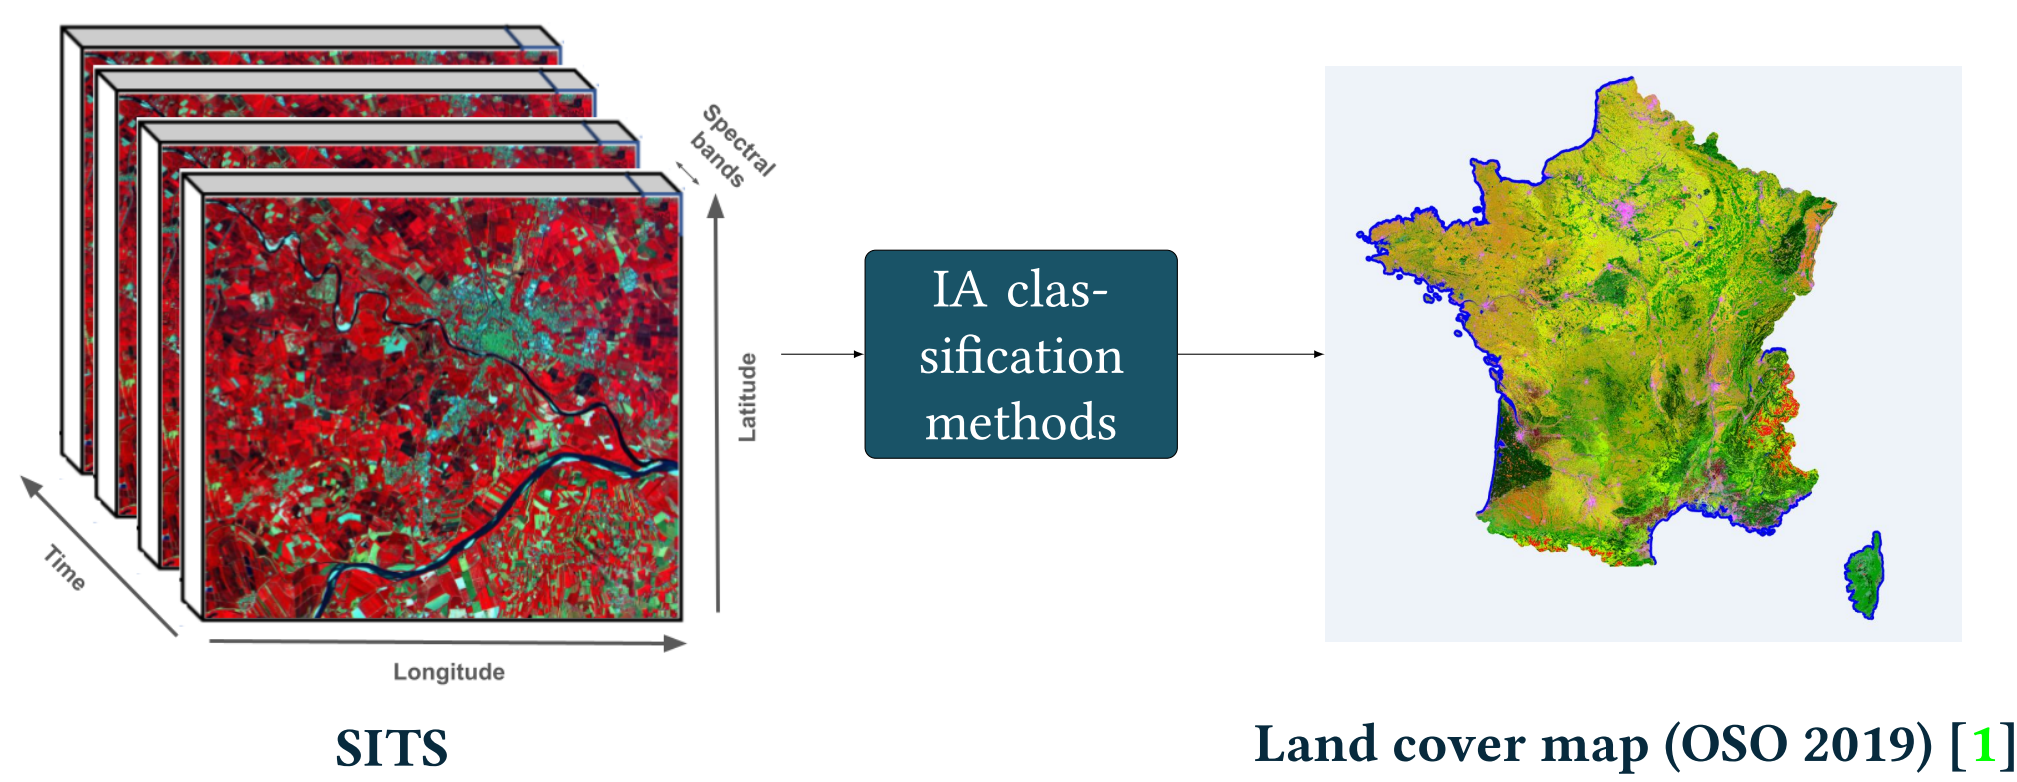 Spectral
bands
Latitude
Time
Longitude
SITS
IA clas-
sification
methods
Land cover map (OSO 2019) [1]